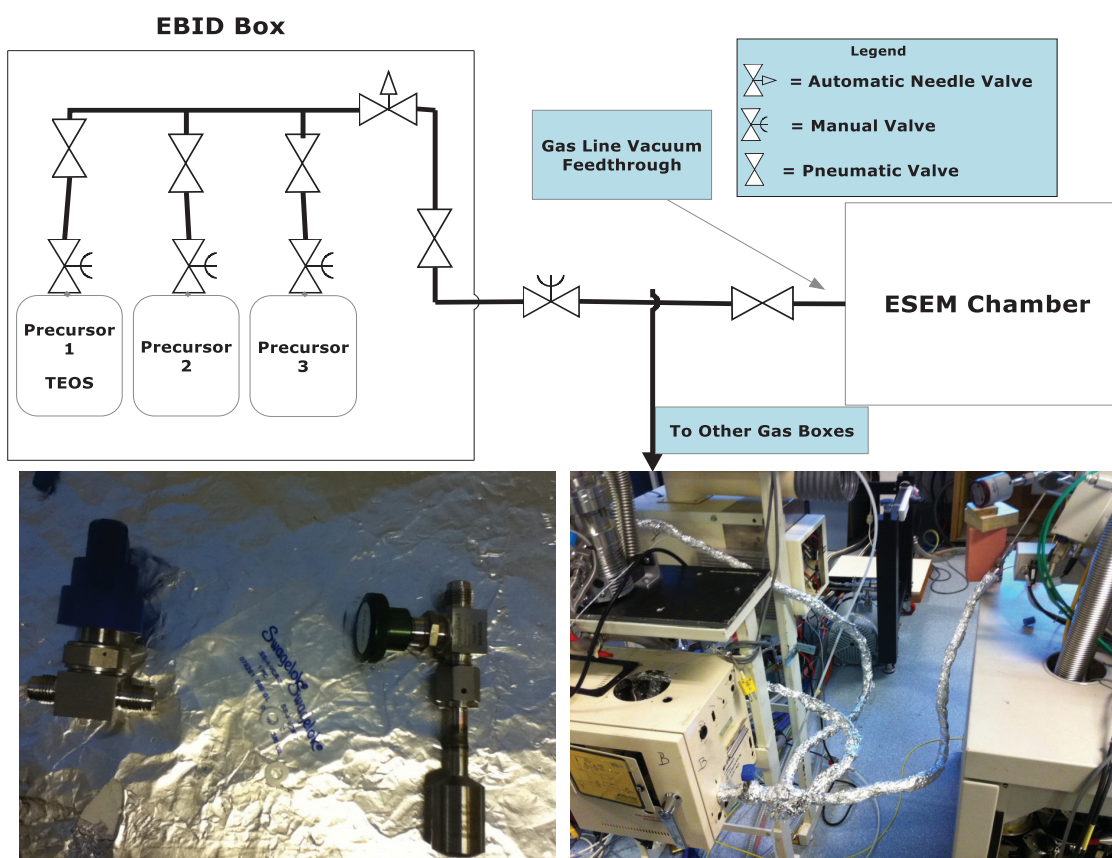 EBID Box
Legend
= Automatic Needle Valve
= Manual Valve
= Pneumatic Valve
Gas Line Vacuum
Feedthrough
ESEM Chamber
Precursor
1
TEOS
Precursor
2
Precursor
3
To Other Gas Boxes
Swagelok
Swagelok
B
B